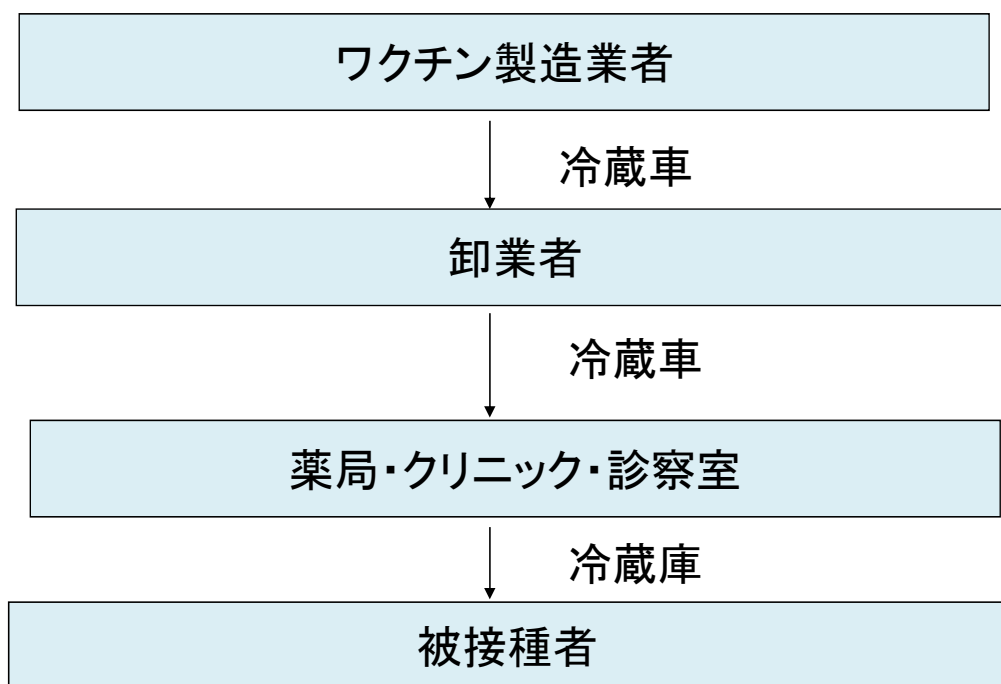 ワクチン製造業者
冷蔵車
卸業者
冷蔵車
薬局・クリニック・診察室
冷蔵庫
被接種者